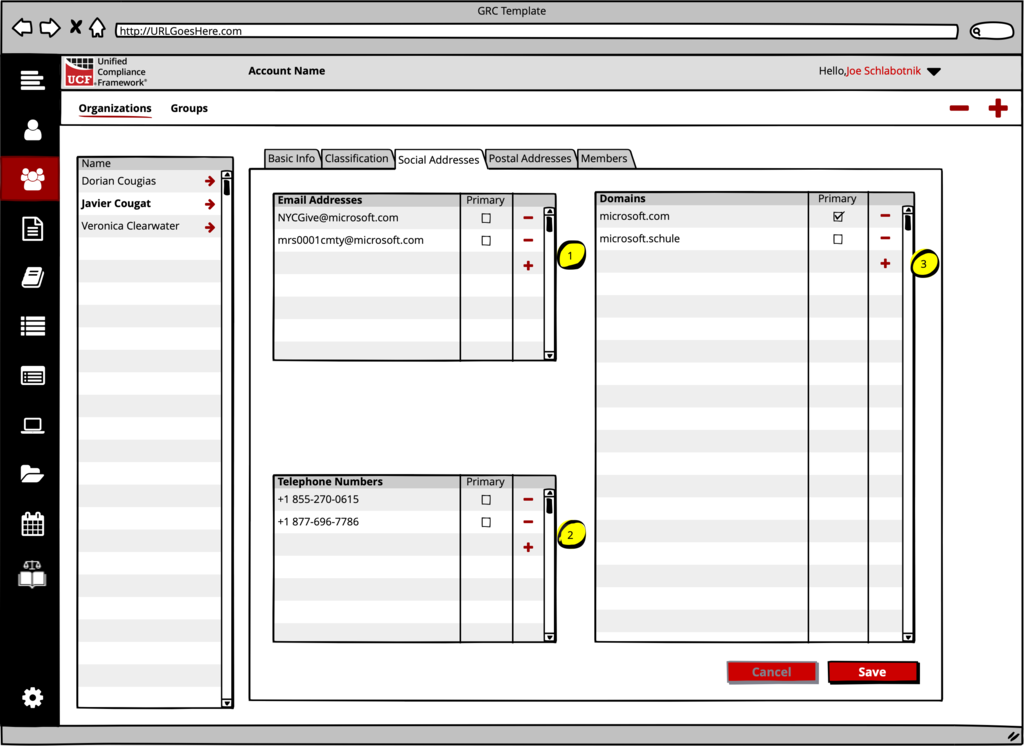 GRC Template
http://URLGoesHere.com
UCF
Unified
Compliance
Framework®
Account Name
Hello,Joe Schlabotnik
Organizations Groups
Name
Dorian Cougias
Javier Cougat
Veronica Clearwater
Basic Info Classification Social Addresses Postal Addresses Members
Email Addresses Primary
NYCGive@microsoft.com
mrs0001cmty@microsoft.com
1
Telephone Numbers Primary
+1 855-270-0615
+1 877-696-7786
2
Domains Primary
microsoft.com
microsoft.schule
3
Cancel Save